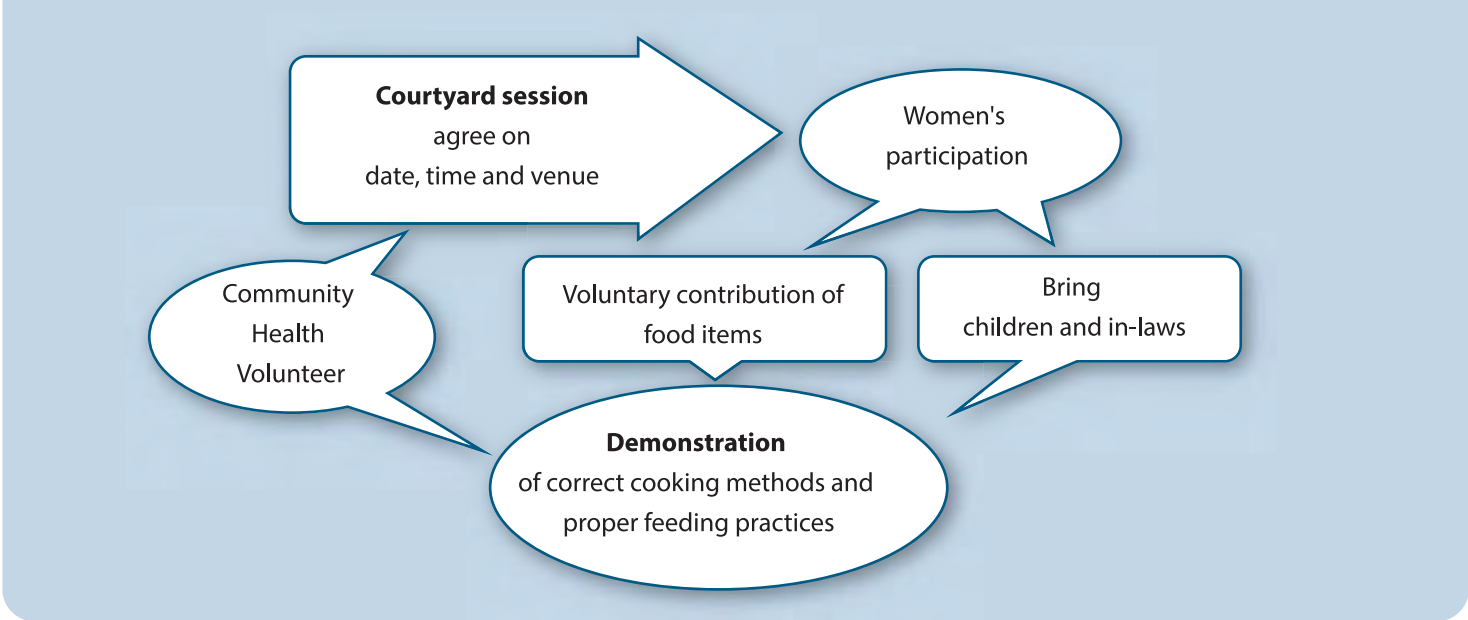 Courtyard session
agree on
date, time and venue
Women's
participation
Community
Health
Volunteer
Voluntary contribution of
food items
Bring
children and in-laws
Demonstration
of correct cooking methods and
proper feeding practices